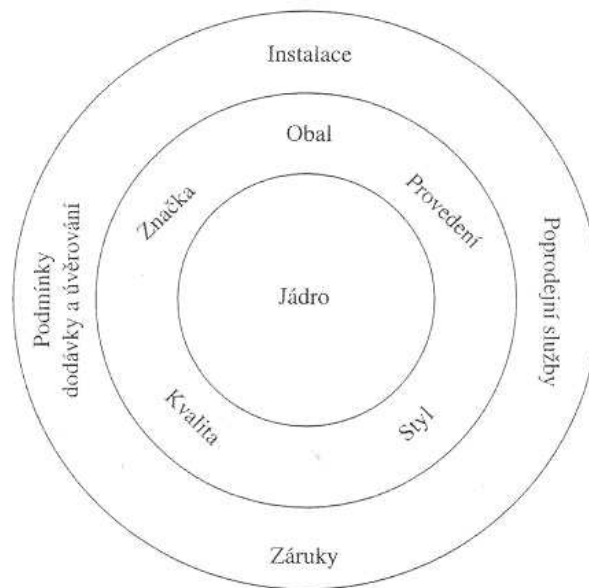 Instalace
Obal
Značka
Provedení
Podmínky
dodávky a úvěrování
Jádro
Poprodejní služby
Kvalita
Styl
Záruky